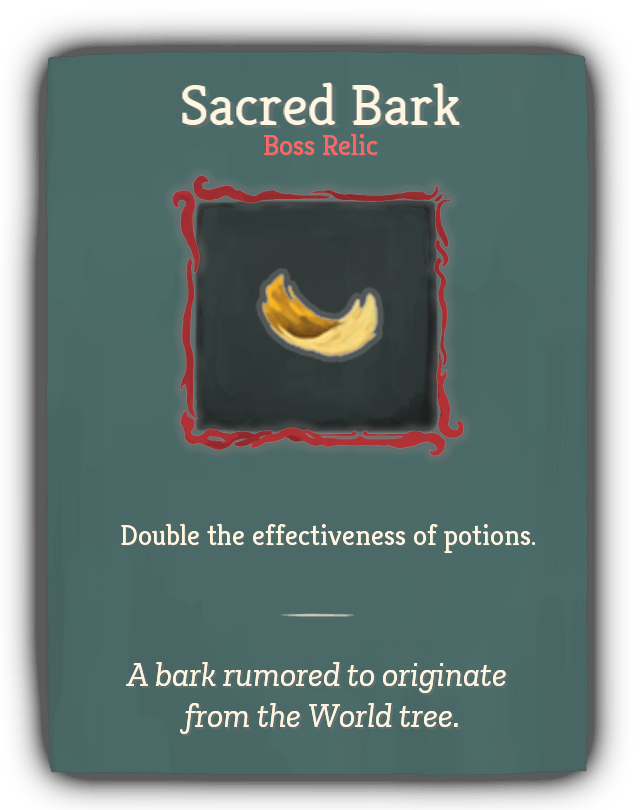 Sacred Bark
Boss Relic
Double the effectiveness of potions.
A bark rumored to originate
from the World tree.